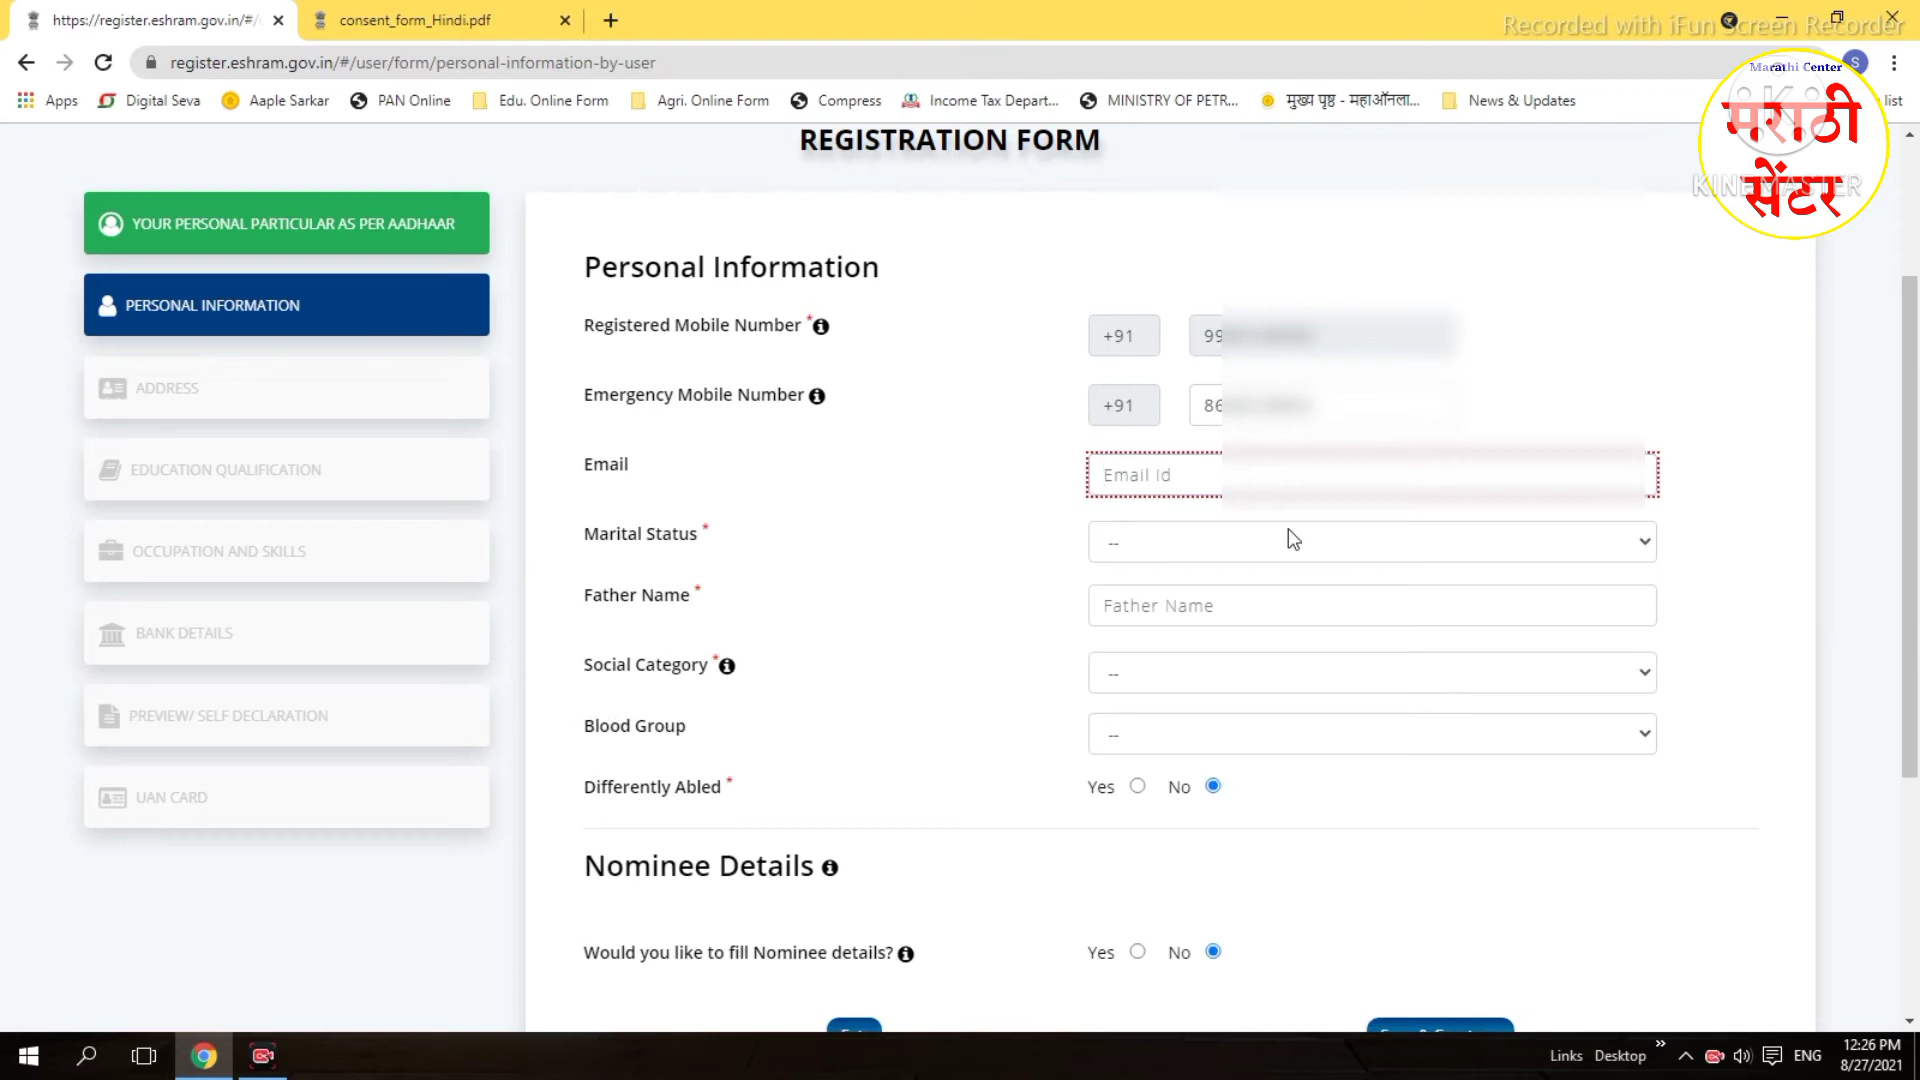 https://register.eshram.gov.in/#/
consent_form_Hindi.pdf
Recorded with iFun Screen Recorder
register.eshram.gov.in/#/user/form/personal-information-by-user
S
Apps
Digital Seva
Aaple Sarkar
PAN Online
Edu. Online Form
Agri. Online Form
Compress
Income Tax Depart...
MINISTRY OF PETR...
मुख्य पृष्ठ - महाऑनला...
News & Updates
list
Marathi Center
मराठी
सेंटर
KINEMASTER
REGISTRATION FORM
YOUR PERSONAL PARTICULAR AS PER AADHAAR
PERSONAL INFORMATION
ADDRESS
EDUCATION QUALIFICATION
OCCUPATION AND SKILLS
BANK DETAILS
PREVIEW/ SELF DECLARATION
UAN CARD
Personal Information
Registered Mobile Number *
+91 99
Emergency Mobile Number
+91 86
Email
Email Id
Marital Status *
--
Father Name *
Father Name
Social Category *
--
Blood Group
--
Differently Abled *
Yes No
Nominee Details
Would you like to fill Nominee details?
Yes No
Links Desktop
ENG
12:26 PM
8/27/2021